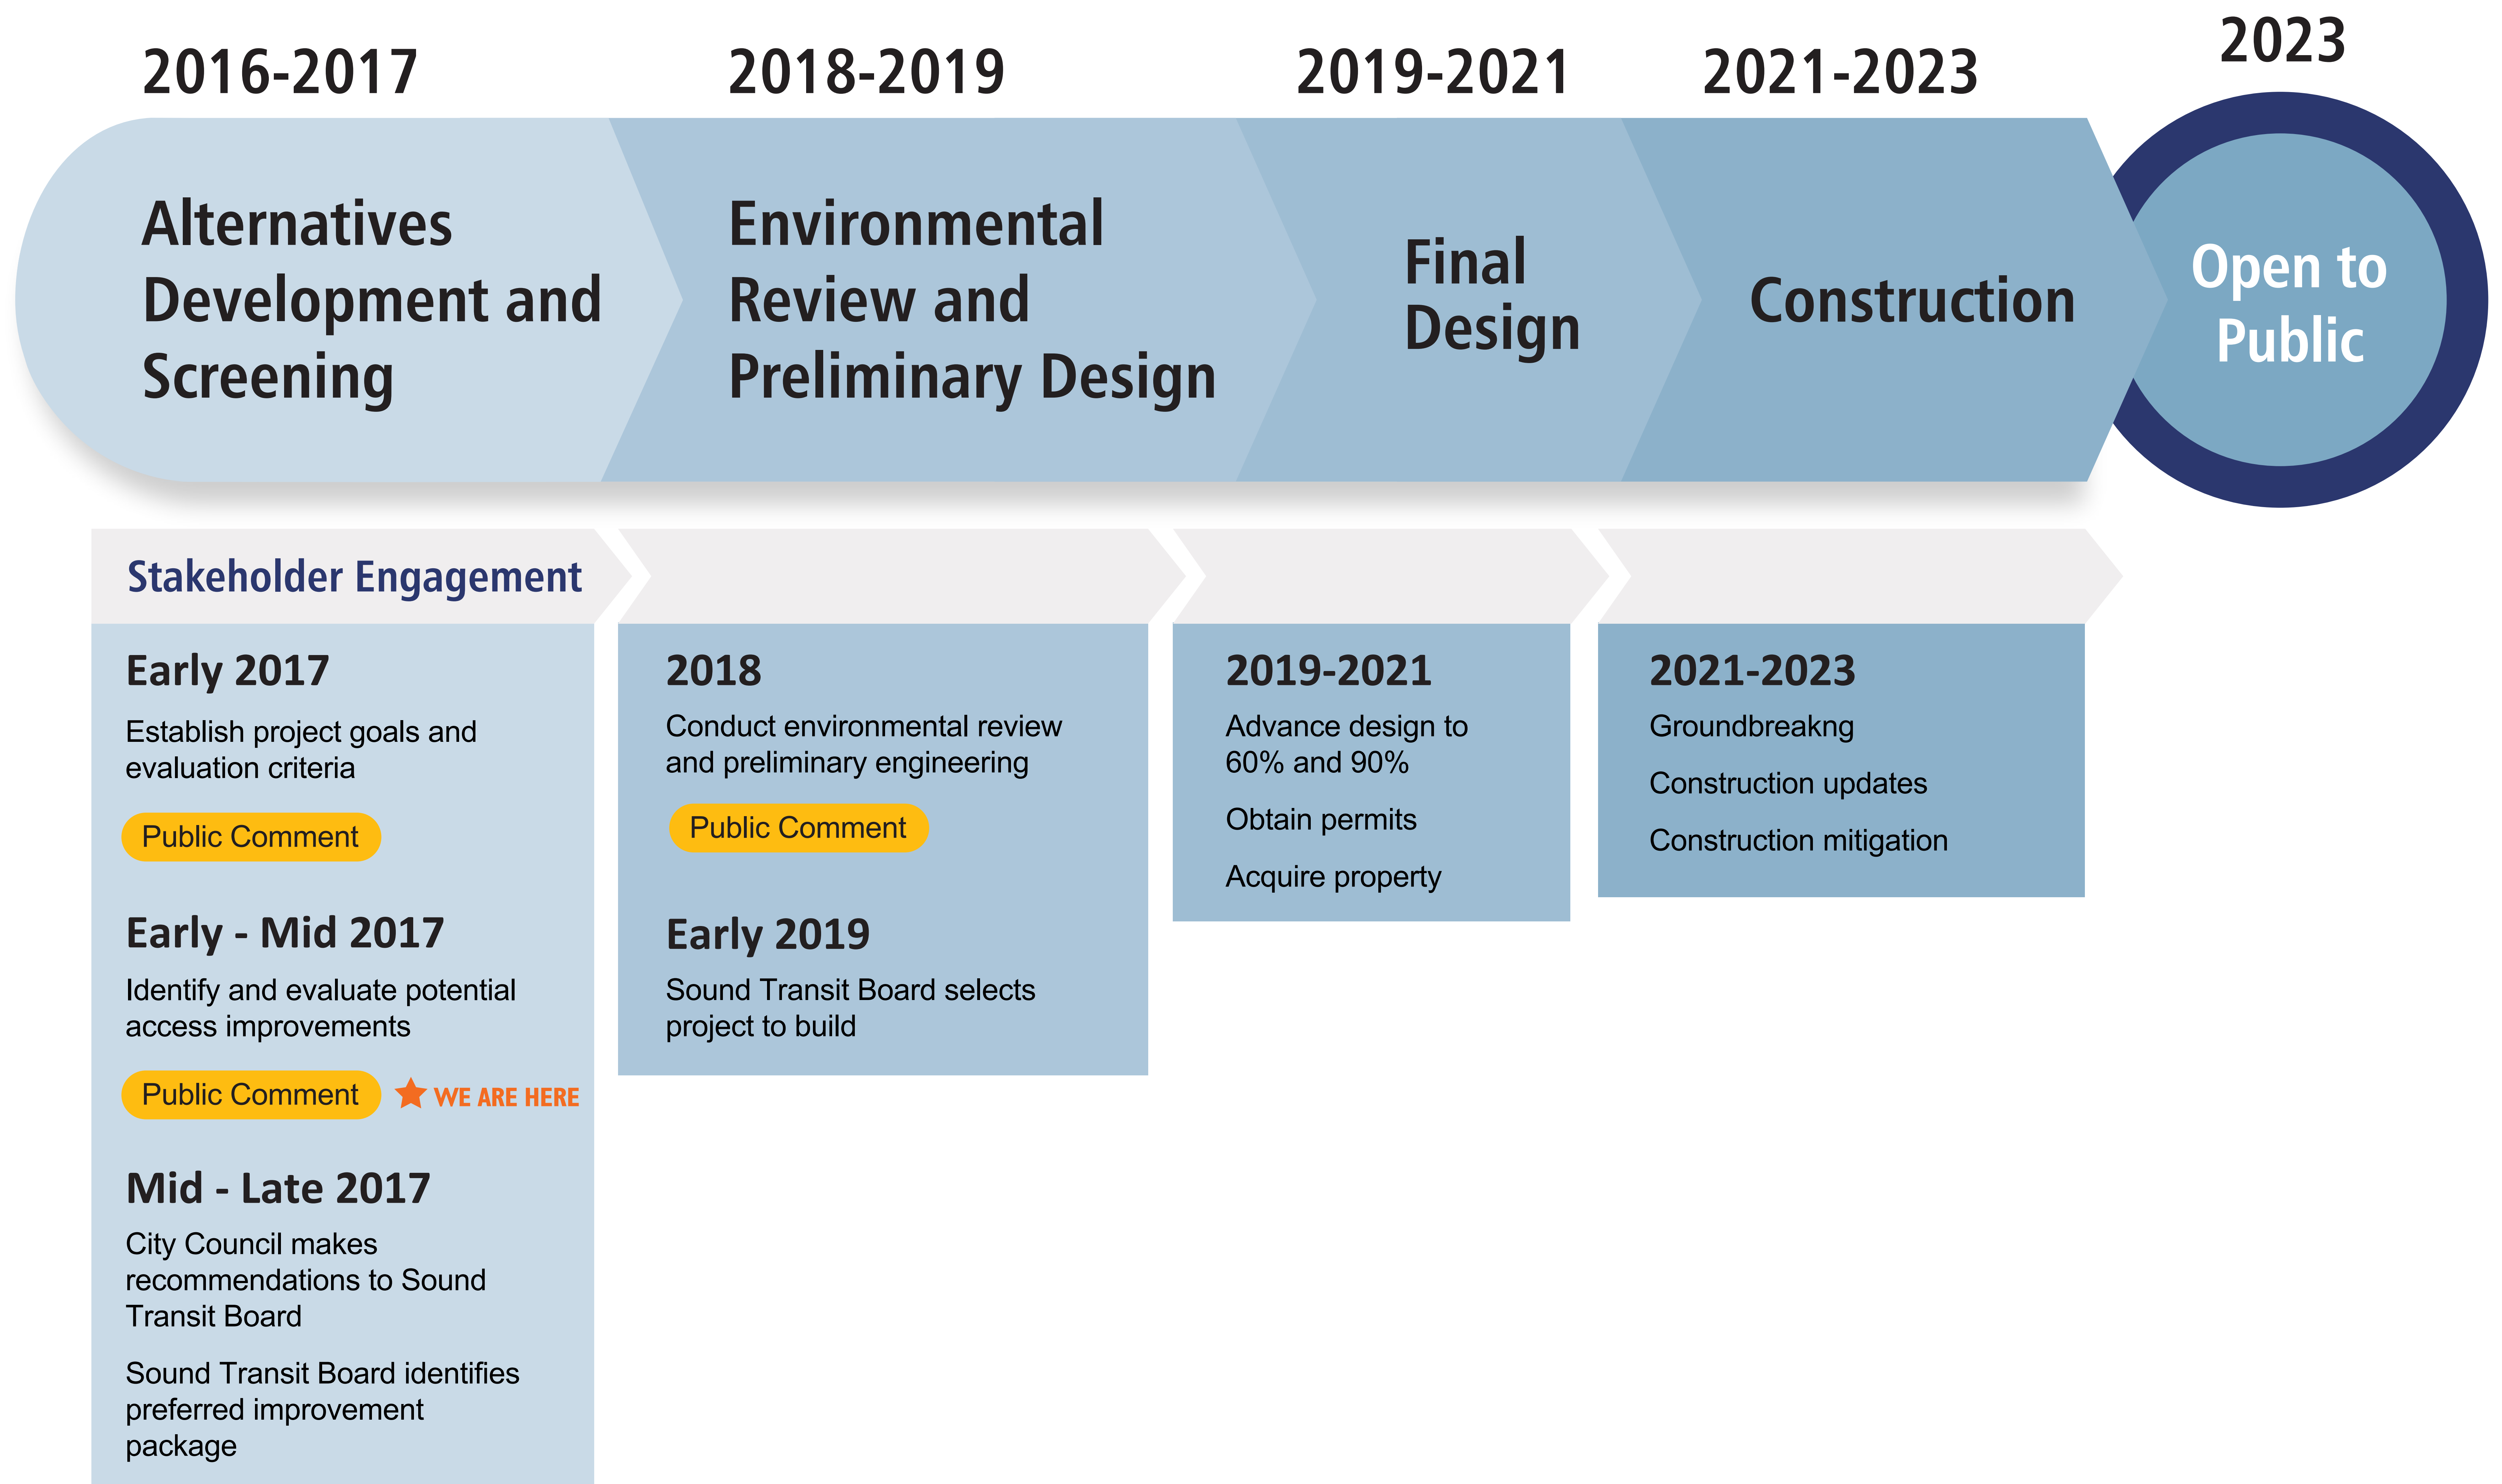 2016-2017
2018-2019
2019-2021
2021-2023
2023
Alternatives
Development and
Screening
Environmental
Review and
Preliminary Design
Final
Design
Construction
Open to
Public
Stakeholder Engagement
Early 2017
Establish project goals and
evaluation criteria
Public Comment
Early - Mid 2017
Identify and evaluate potential
access improvements
Public Comment
WE ARE HERE
Mid - Late 2017
City Council makes
recommendations to Sound
Transit Board
Sound Transit Board identifies
preferred improvement
package
2018
Conduct environmental review
and preliminary engineering
Public Comment
Early 2019
Sound Transit Board selects
project to build
2019-2021
Advance design to
60% and 90%
Obtain permits
Acquire property
2021-2023
Groundbreakng
Construction updates
Construction mitigation